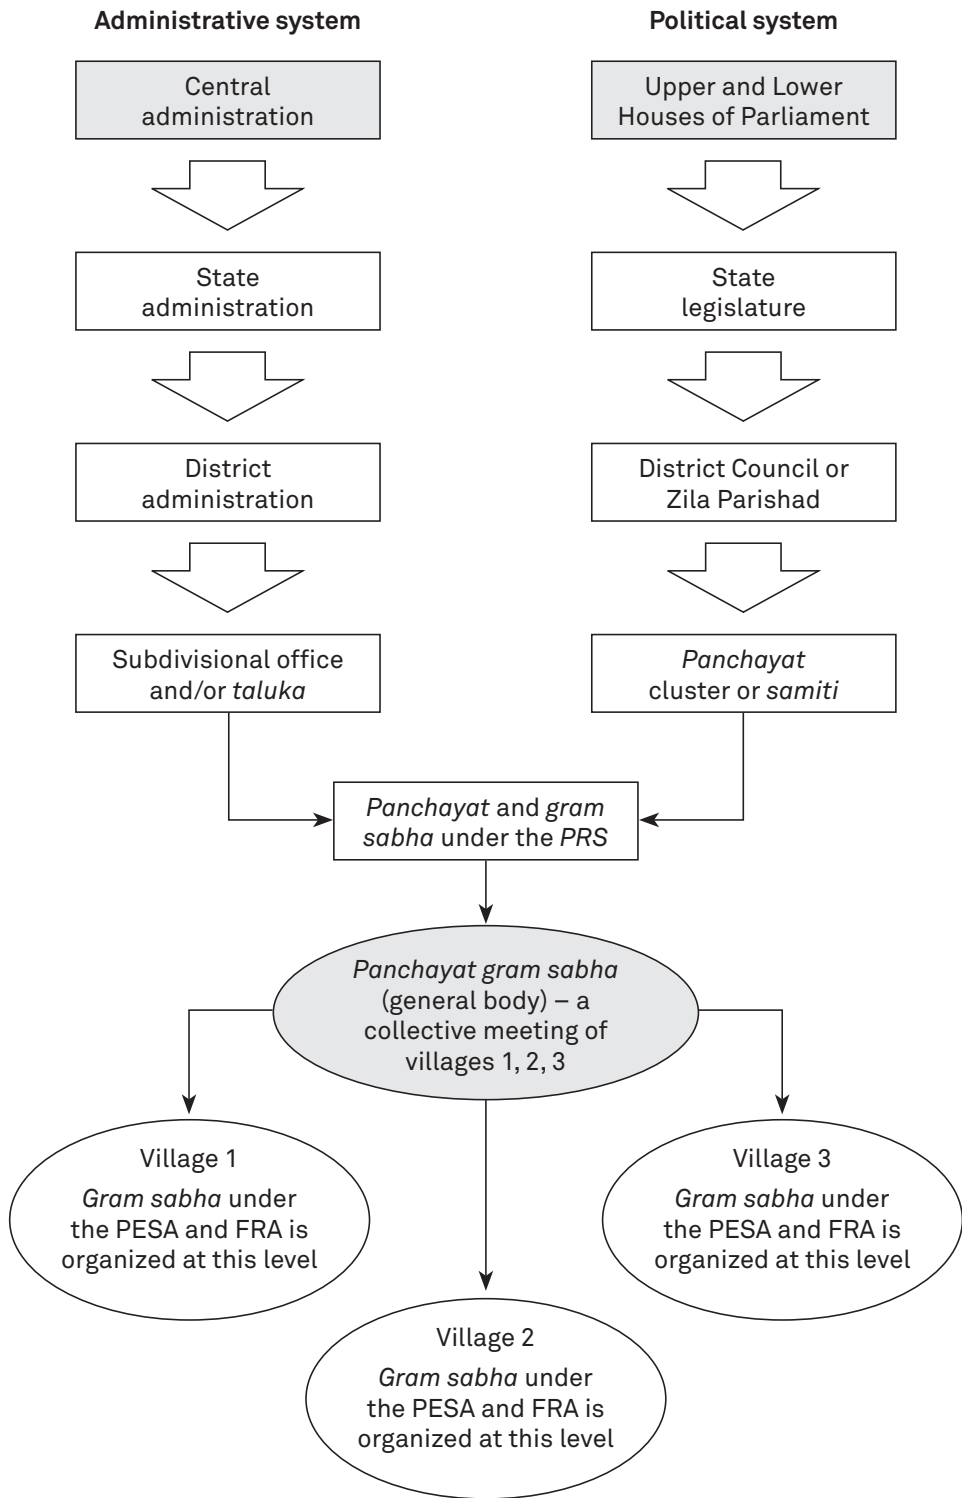 Administrative system
Political system
Central
administration
Upper and Lower
Houses of Parliament
State
administration
State
legislature
District
administration
District Council or
Zila Parishad
Subdivisional office
and/or taluka
Panchayat
cluster or samiti
Panchayat and gram
sabha under the PRS
Panchayat gram sabha
(general body) – a
collective meeting of
villages 1, 2, 3
Village 1
Gram sabha under
the PESA and FRA is
organized at this level
Village 3
Gram sabha under
the PESA and FRA is
organized at this level
Village 2
Gram sabha under
the PESA and FRA is
organized at this level